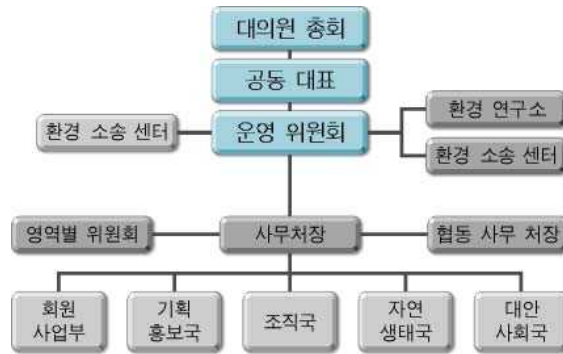 대의원 총회
공동 대표
환경 소송 센터
운영 위원회
환경 연구소
환경 소송 센터
영역별 위원회
사무처장
협동 사무 처장
회원
사업부
기획
홍보국
조직국
자연
생태국
대안
사회국